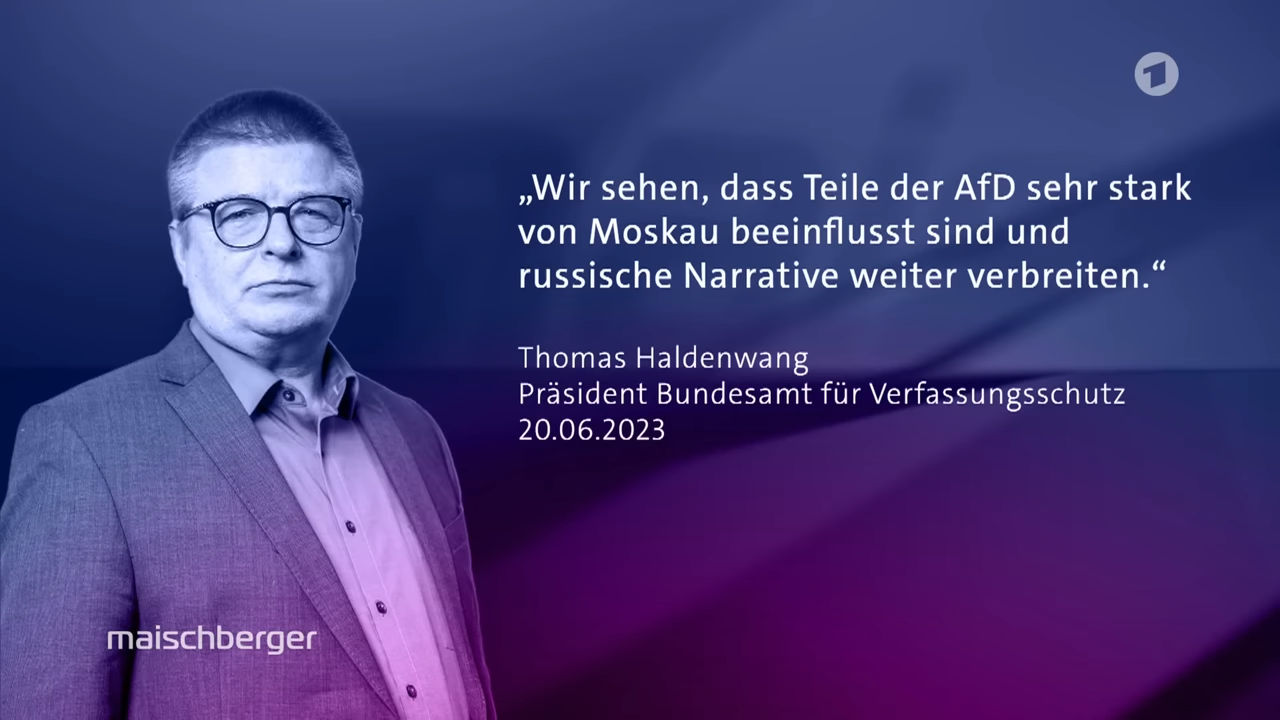 „Wir sehen, dass Teile der AfD sehr stark
von Moskau beeinflusst sind und
russische Narrative weiter verbreiten.“
Thomas Haldenwang
Präsident Bundesamt für Verfassungsschutz
20.06.2023
maischberger